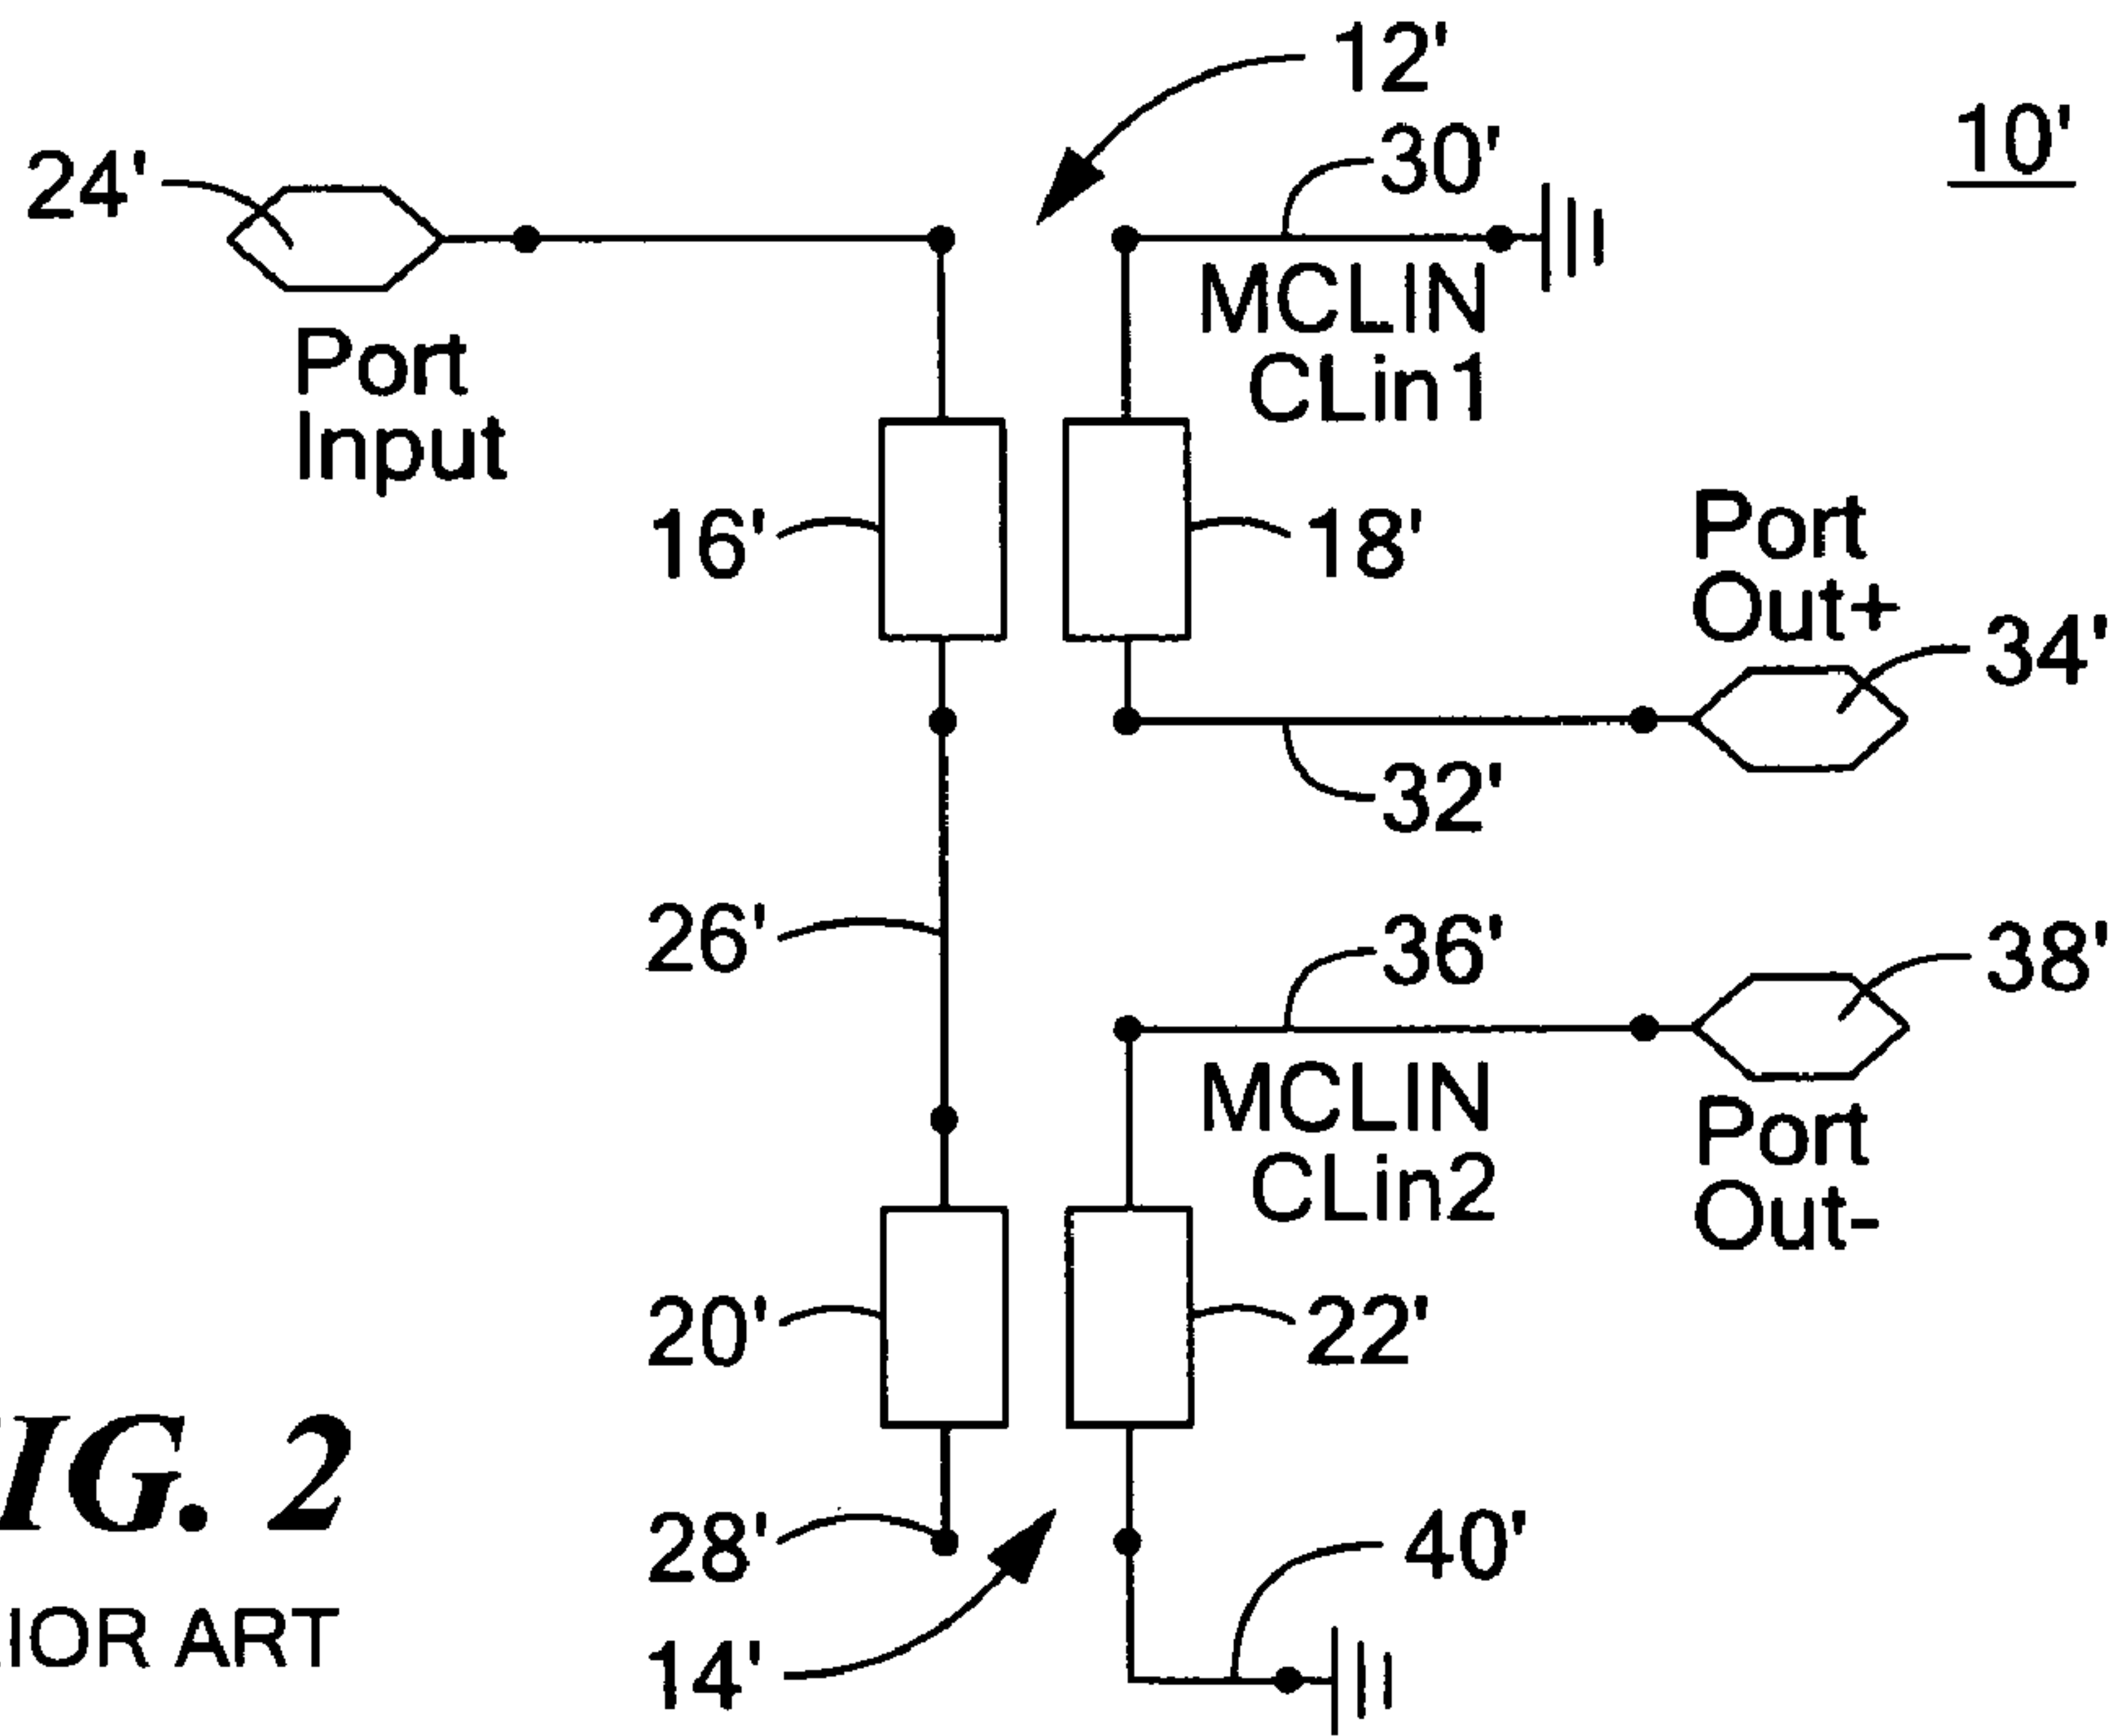 12'
30'
10'
24'
MCLIN
CLin1
Port
Input
16'
18'
Port
Out+
34'
32'
26'
36'
38'
MCLIN
CLin2
Port
Out-
20'
22'
IG. 2
28'
40'
IOR ART
14'